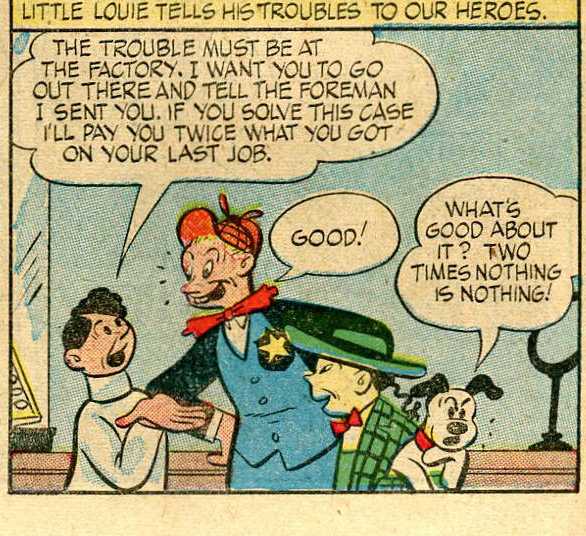 LITTLE LOUIE TELLS HIS TROUBLES TO OUR HEROES.
THE TROUBLE MUST BE AT
THE FACTORY. I WANT YOU TO GO
OUT THERE AND TELL THE FOREMAN
I SENT YOU. IF YOU SOLVE THIS CASE
I'LL PAY YOU TWICE WHAT YOU GOT
ON YOUR LAST JOB.
GOOD!
WHAT'S
GOOD ABOUT
IT? TWO
TIMES NOTHING
IS NOTHING!